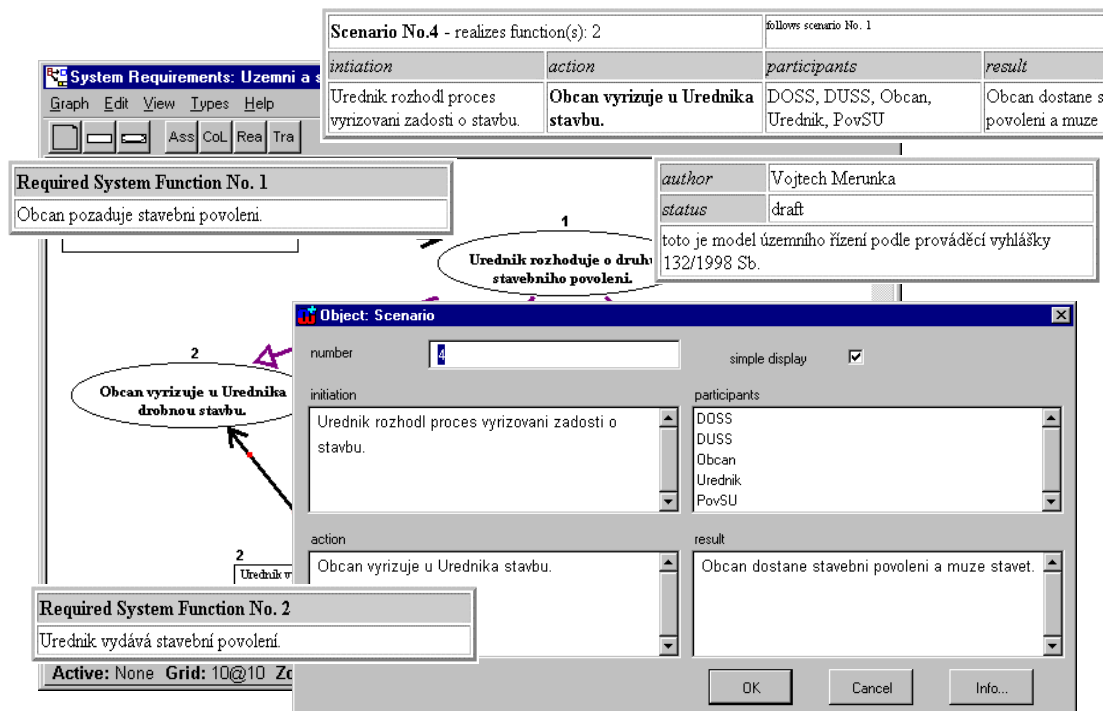 Scenario No.4 - realizes function(s): 2
follows scenario No. 1
intiation action participants result
Urednik rozhodl proces
vyrizovani zadosti o stavbu.
Obcan vyrizuje u Urednika
stavbu.
DOSS, DUSS, Obcan,
Urednik, PovSU
Obcan dostane
povoleni a muze
System Requirements: Uzemni a
Graph Edit View Types Help
Ass CoL Rea Tra
Required System Function No. 1
Obcan pozaduje stavebni povoleni.
author Vojtech Merunka
status draft
toto je model územního řízení podle prováděcí vyhlášky
132/1998 Sb.
1
Urednik rozhoduje o druhu
stavebniho povoleni.
2
Obcan vyrizuje u Urednika
drobnou stavbu.
Object: Scenario
number 4 simple display
initiation
Urednik rozhodl proces vyrizovani zadosti o
stavbu.
participants
DOSS
DUSS
Obcan
Urednik
PovSU
action
Obcan vyrizuje u Urednika stavbu.
result
Obcan dostane stavebni povoleni a muze stavet.
2
Urednik
Required System Function No. 2
Urednik vydává stavební povolení.
Active: None Grid: 10@10
OK Cancel Info...